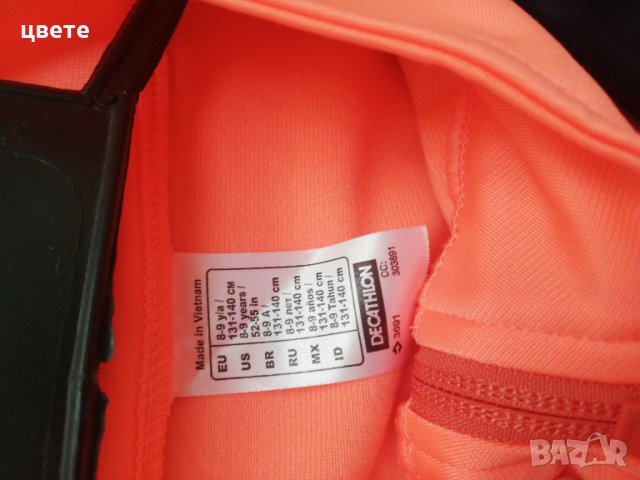 цвете
Made in Vietnam
EU 8-9 y/a / 131-140 CM
US 8-9 years / 52-55 in
BR 8-9 A / 131-140 cm
RU 8-9 лет / 131-140 cm
MX 8-9 años / 131-140 cm
ID 8-9 Tahun / 131-140 cm
DECATHLON
3691
CC:
303891
BAZAR